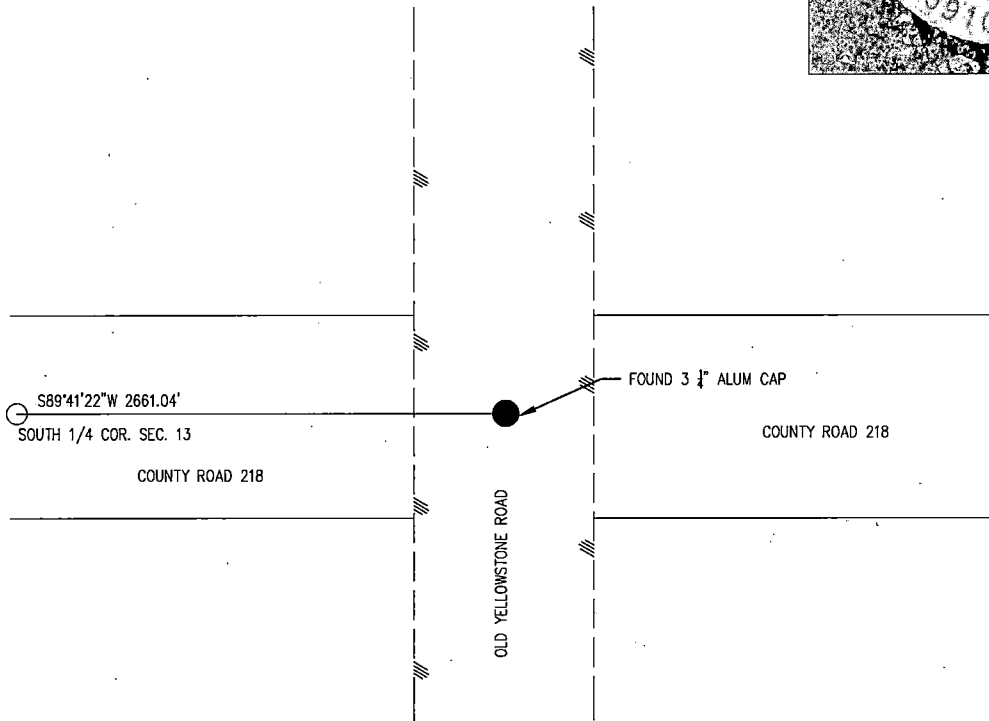 S89°41'22"W 2661.04'
SOUTH 1/4 COR. SEC. 13
COUNTY ROAD 218
FOUND 3 ¼" ALUM CAP
COUNTY ROAD 218
OLD YELLOWSTONE ROAD